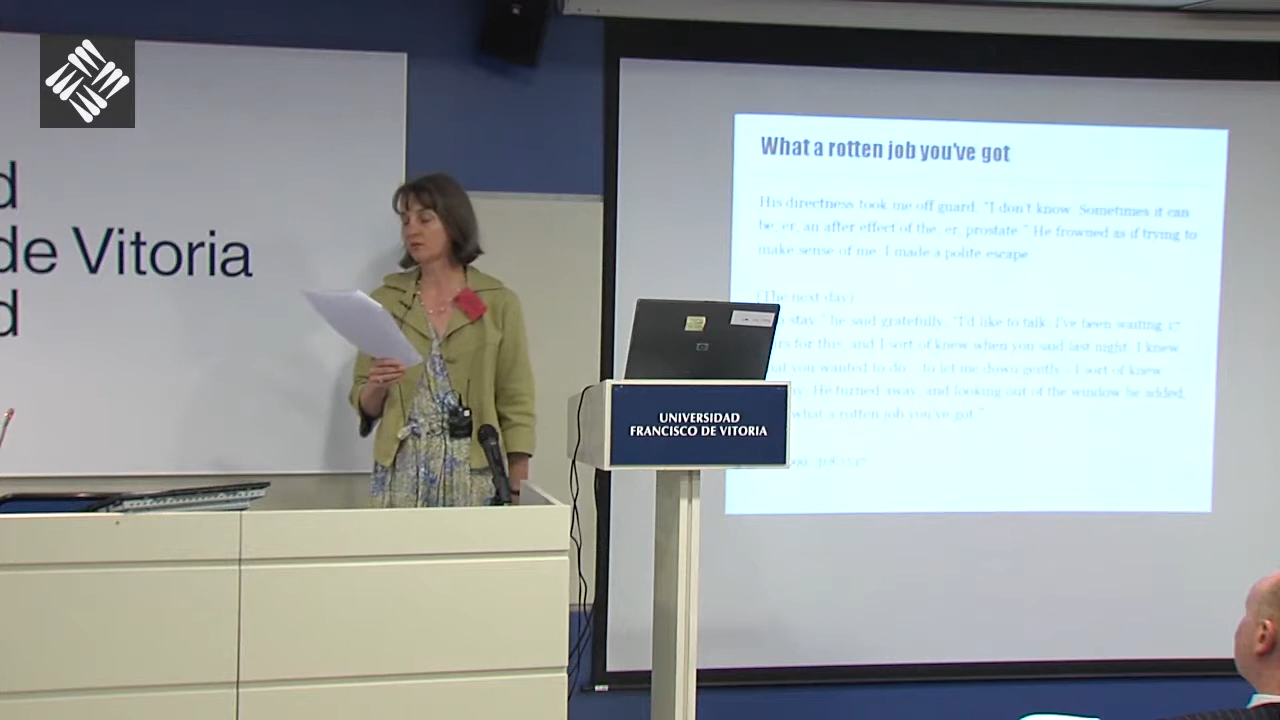 d
de Vitoria
d
What a rotten job you've got
His directness took me off guard. "I don't know. Sometimes it can
be, er, an after effect of the, er, prostate." He frowned as if trying to
make sense of me. I made a polite escape.
(The next day)
stay," he said gratefully. "I'd like to talk. I've been waiting 17
for this, and I sort of knew when you said last night. I knew
you wanted to do... to let me down gently... I sort of knew
He turned away, and looking out of the window he added,
what a rotten job you've got."
UNIVERSIDAD
FRANCISCO DE VITORIA